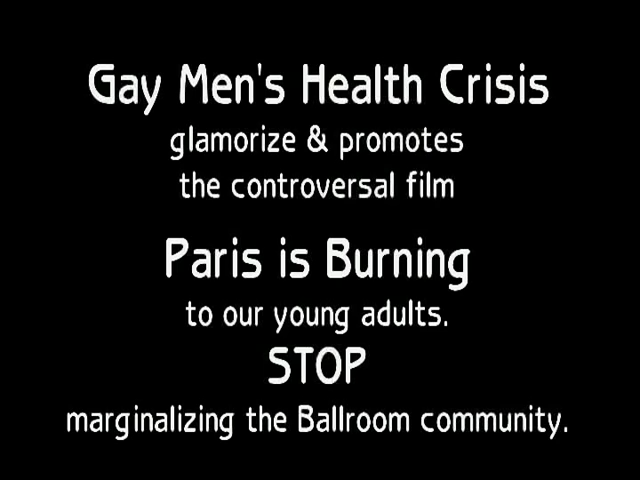 Gay Men's Health Crisis
glamorize & promotes
the controversal film
Paris is Burning
to our young adults.
STOP
marginalizing the Ballroom community.